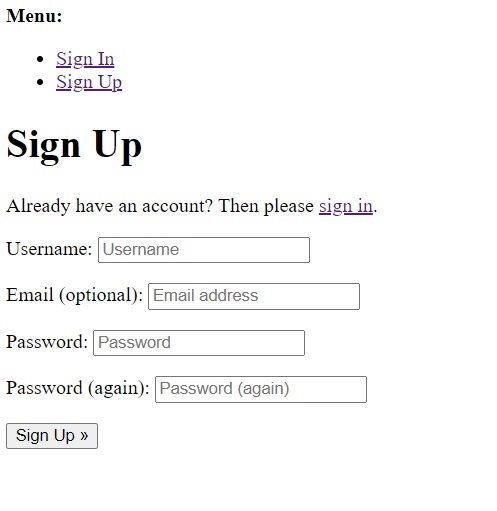 Menu:
Sign In
Sign Up
Sign Up
Already have an account? Then please sign in.
Username: Username
Email (optional): Email address
Password: Password
Password (again): Password (again)
Sign Up »